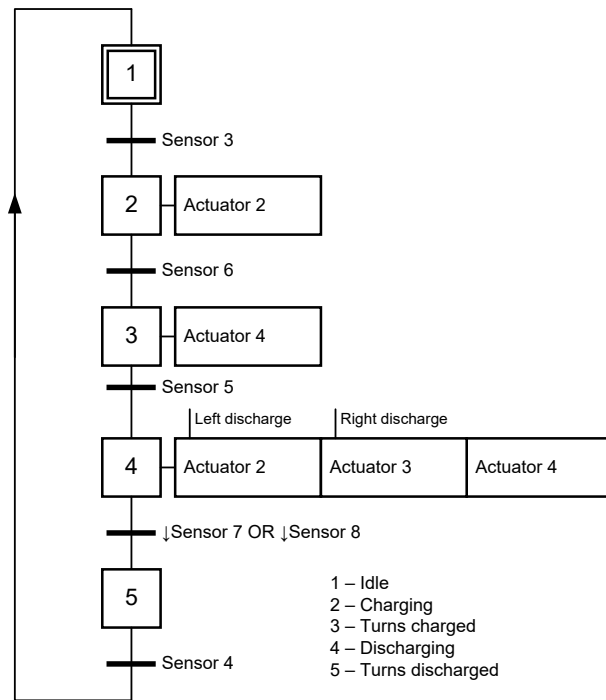 1
Sensor 3
2
Actuator 2
Sensor 6
3
Actuator 4
Sensor 5
Left discharge
Right discharge
4
Actuator 2
Actuator 3
Actuator 4
↓Sensor 7 OR ↓Sensor 8
5
1 – Idle
2 – Charging
3 – Turns charged
4 – Discharging
5 – Turns discharged
Sensor 4